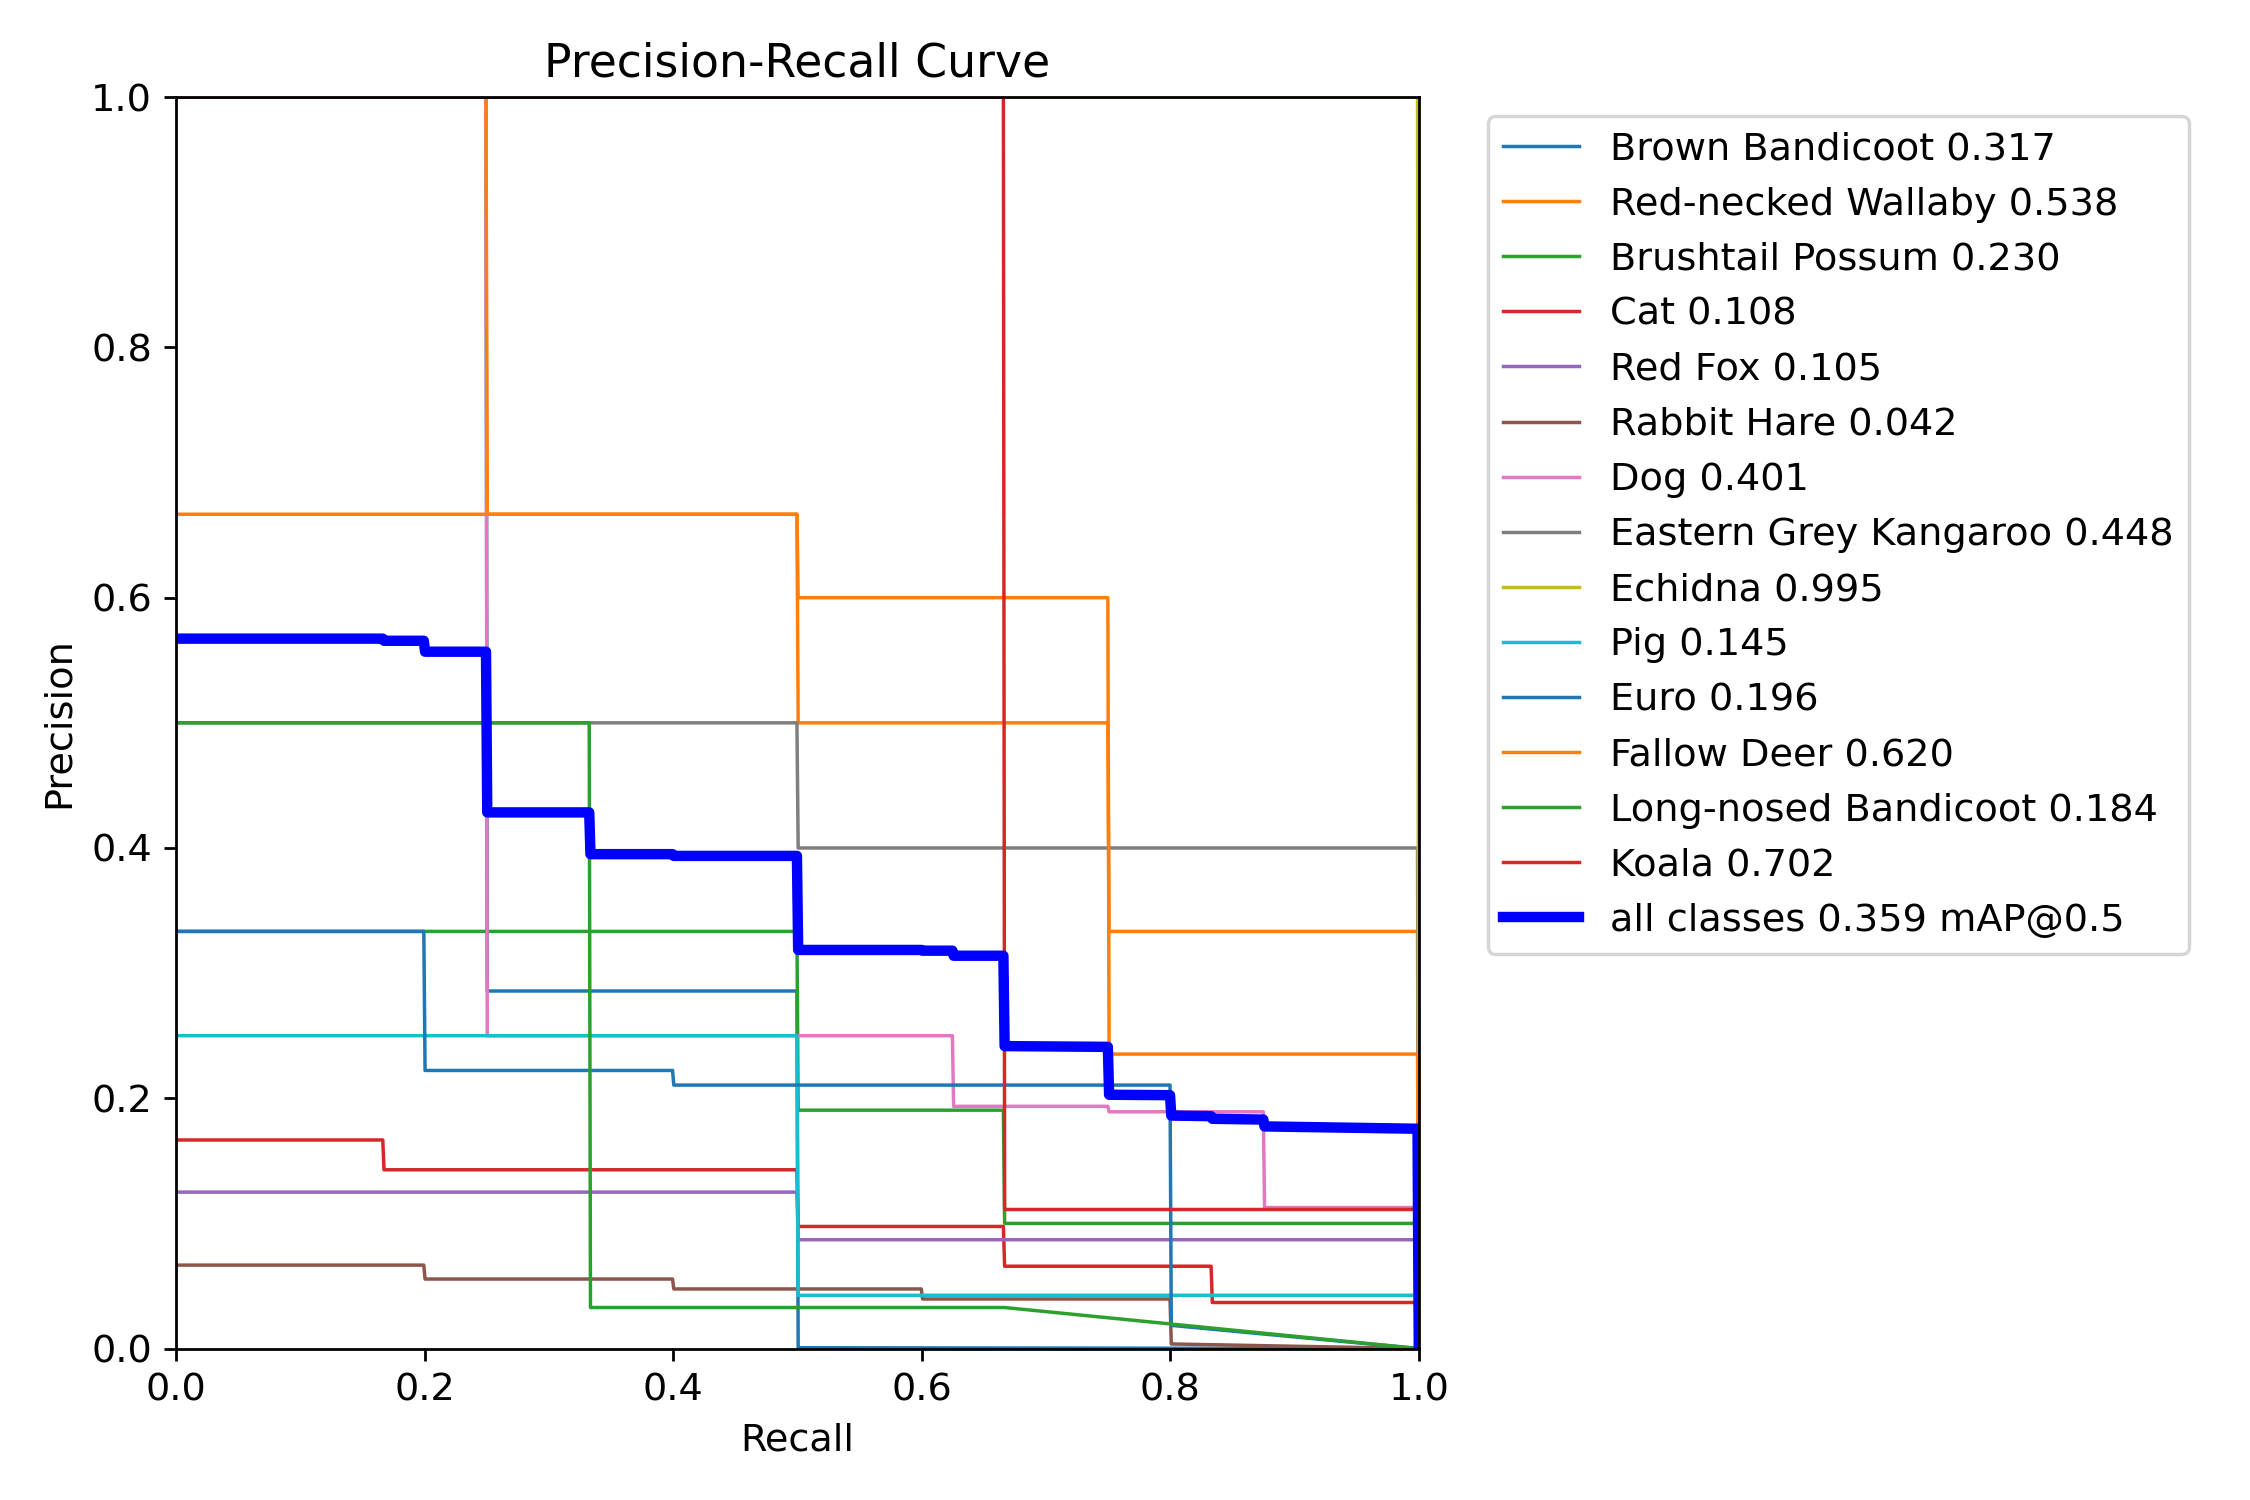 Precision-Recall Curve
1.0
0.8
0.6
0.4
0.2
0.0
Precision
0.0 0.2 0.4 0.6 0.8 1.0
Recall
Brown Bandicoot 0.317
Red-necked Wallaby 0.538
Brushtail Possum 0.230
Cat 0.108
Red Fox 0.105
Rabbit Hare 0.042
Dog 0.401
Eastern Grey Kangaroo 0.448
Echidna 0.995
Pig 0.145
Euro 0.196
Fallow Deer 0.620
Long-nosed Bandicoot 0.184
Koala 0.702
all classes 0.359 mAP@0.5